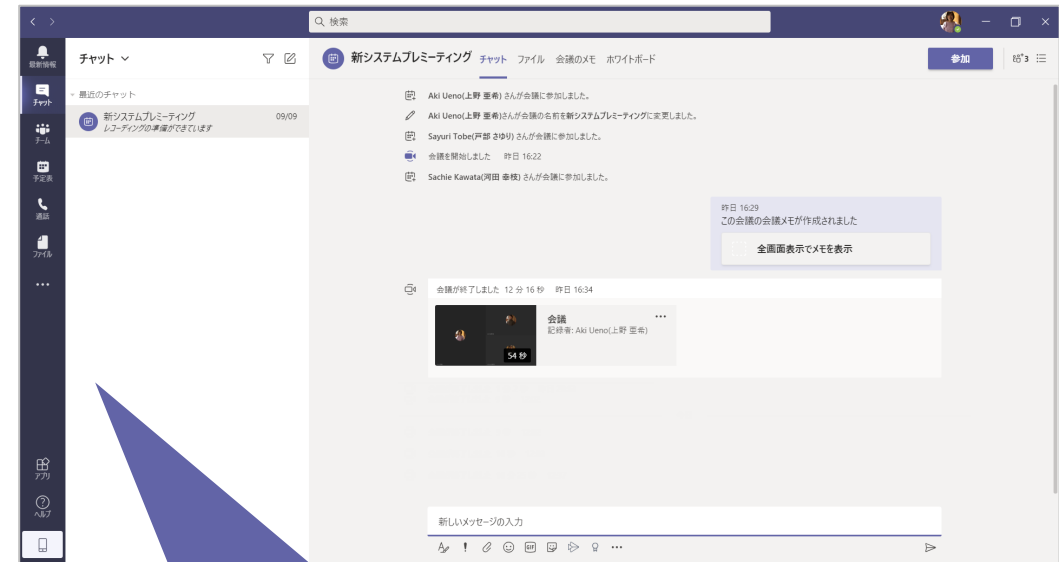 検索
最新情報
チャット
チーム
予定表
通話
ファイル
アプリ
ヘルプ
チャット
最近のチャット
新システムプレミーティング 09/09
レコーディングの準備ができています
新システムプレミーティング チャット ファイル 会議のメモ ホワイトボード 参加 3
Aki Ueno(上野 亜希) さんが会議に参加しました。
Aki Ueno(上野 亜希)さんが会議の名前を新システムプレミーティングに変更しました。
Sayuri Tobe(戸部 さゆり) さんが会議に参加しました。
会議を開始しました 昨日 16:22
Sachie Kawata(河田 幸枝) さんが会議に参加しました。
昨日 16:29
この会議の会議メモが作成されました
全画面表示でメモを表示
会議が終了しました 12 分 16 秒 昨日 16:34
会議
記録者: Aki Ueno(上野 亜希)
54 秒
新しいメッセージの入力
GIF